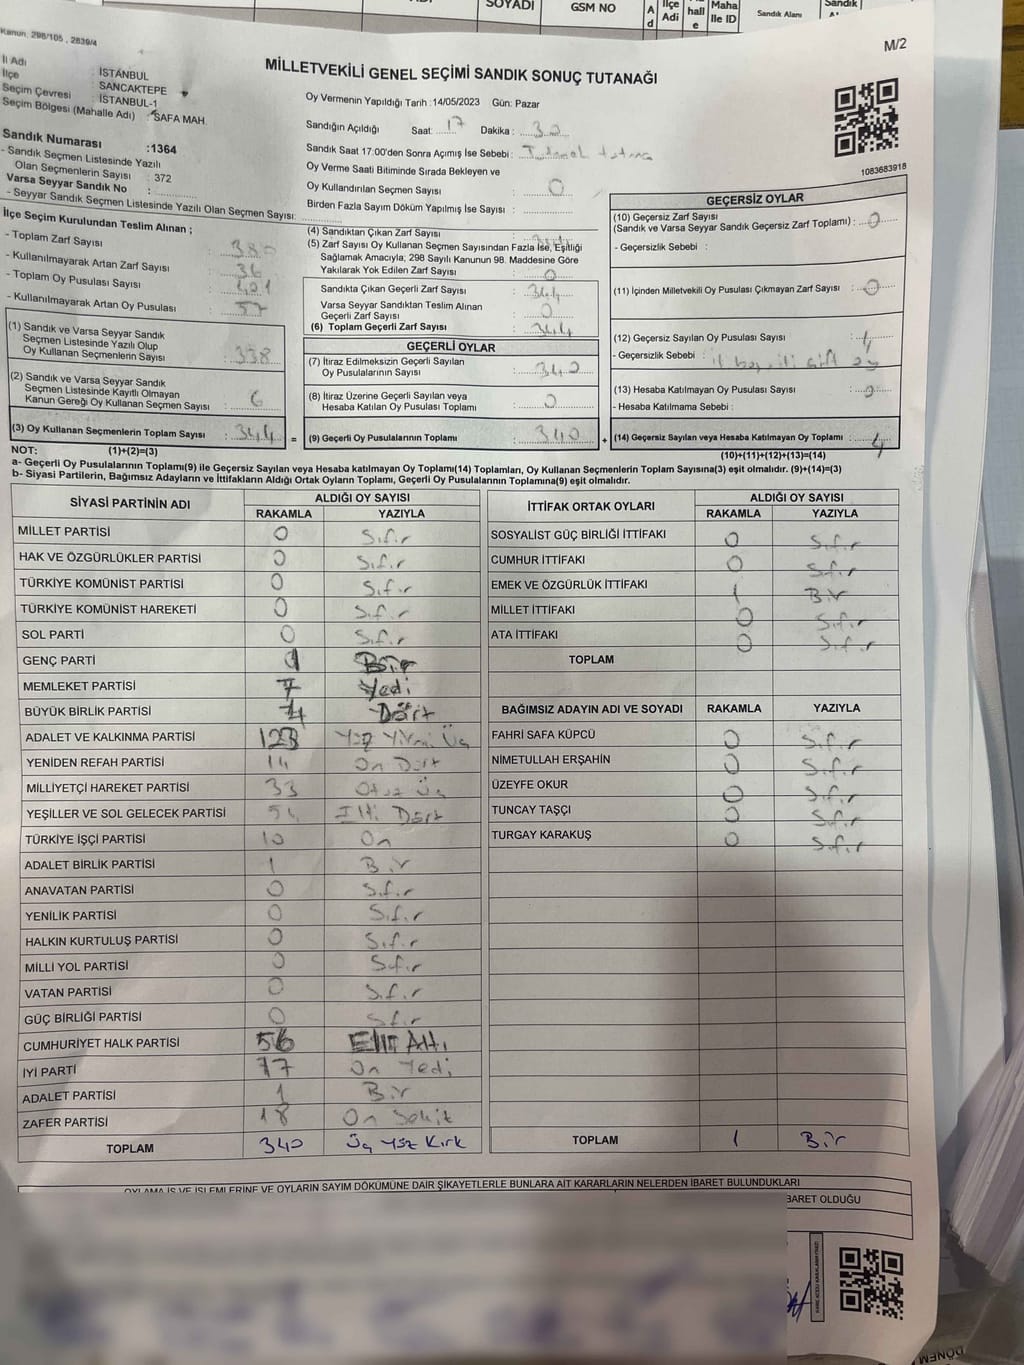 SOYADI GSM NO Ad İlçe Adi Mahalle Maha lle ID Sandık Alanı Sandık
Kanun, 298/105 , 2839/4
M/2
MİLLETVEKİLİ GENEL SEÇİMİ SANDIK SONUÇ TUTANAĞI
İl Adı : İSTANBUL
İlçe : SANCAKTEPE
Seçim Çevresi : İSTANBUL-1
Seçim Bölgesi (Mahalle Adı) : SAFA MAH.
Sandık Numarası :1364
- Sandık Seçmen Listesinde Yazılı
Olan Seçmenlerin Sayısı : 372
Varsa Seyyar Sandık No :
- Seyyar Sandık Seçmen Listesinde Yazılı Olan Seçmen Sayısı:
Oy Vermenin Yapıldığı Tarih :14/05/2023 Gün: Pazar
Sandığın Açıldığı Saat: 17 Dakika : 32
Sandık Saat 17:00'den Sonra Açımış İse Sebebi : Tutanak tutma
Oy Verme Saati Bitiminde Sırada Bekleyen ve
Oy Kullandırılan Seçmen Sayısı : 0
Birden Fazla Sayım Döküm Yapılmış İse Sayısı :
1083683918
İlçe Seçim Kurulundan Teslim Alınan ;
- Toplam Zarf Sayısı : 380
- Kullanılmayarak Artan Zarf Sayısı : 36
- Toplam Oy Pusulası Sayısı : 401
- Kullanılmayarak Artan Oy Pusulası : 57
(1) Sandık ve Varsa Seyyar Sandık
Seçmen Listesinde Yazılı Olup
Oy Kullanan Seçmenlerin Sayısı : 338
(2) Sandık ve Varsa Seyyar Sandık
Seçmen Listesinde Kayıtlı Olmayan
Kanun Gereği Oy Kullanan Seçmen Sayısı : 6
(3) Oy Kullanan Seçmenlerin Toplam Sayısı : 344 =
(4) Sandıktan Çıkan Zarf Sayısı : 344
(5) Zarf Sayısı Oy Kullanan Seçmen Sayısından Fazla İse, Eşitliği
Sağlamak Amacıyla; 298 Sayılı Kanunun 98. Maddesine Göre
Yakılarak Yok Edilen Zarf Sayısı : 0
Sandıkta Çıkan Geçerli Zarf Sayısı : 344
Varsa Seyyar Sandıktan Teslim Alınan
Geçerli Zarf Sayısı : 0
(6) Toplam Geçerli Zarf Sayısı : 344
GEÇERLİ OYLAR
(7) İtiraz Edilmeksizin Geçerli Sayılan
Oy Pusulalarının Sayısı : 340
(8) İtiraz Üzerine Geçerli Sayılan veya
Hesaba Katılan Oy Pusulası Toplamı : 0
(9) Geçerli Oy Pusulalarının Toplamı : 340 +
GEÇERSİZ OYLAR
(10) Geçersiz Zarf Sayısı
(Sandık ve Varsa Seyyar Sandık Geçersiz Zarf Toplamı) : 0
- Geçersizlik Sebebi :
(11) İçinden Milletvekili Oy Pusulası Çıkmayan Zarf Sayısı : 0
(12) Geçersiz Sayılan Oy Pusulası Sayısı : 4
- Geçersizlik Sebebi : çift oy
(13) Hesaba Katılmayan Oy Pusulası Sayısı : 0
- Hesaba Katılmama Sebebi :
(14) Geçersiz Sayılan veya Hesaba Katılmayan Oy Toplamı : 4
NOT: (1)+(2)=(3) (10)+(11)+(12)+(13)=(14)
a- Geçerli Oy Pusulalarının Toplamı(9) ile Geçersiz Sayılan veya Hesaba katılmayan Oy Toplamı(14) Toplamları, Oy Kullanan Seçmenlerin Toplam Sayısına(3) eşit olmalıdır. (9)+(14)=(3)
b- Siyasi Partilerin, Bağımsız Adayların ve İttifakların Aldığı Ortak Oyların Toplamı, Geçerli Oy Pusulalarının Toplamına(9) eşit olmalıdır.
SİYASİ PARTİNİN ADI ALDIĞI OY SAYISI
RAKAMLA YAZIYLA
MİLLET PARTİSİ 0 Sıfır
HAK VE ÖZGÜRLÜKLER PARTİSİ 0 Sıfır
TÜRKİYE KOMÜNİST PARTİSİ 0 Sıfır
TÜRKİYE KOMÜNİST HAREKETİ 0 Sıfır
SOL PARTİ 0 Sıfır
GENÇ PARTİ 1 Bir
MEMLEKET PARTİSİ 7 Yedi
BÜYÜK BİRLİK PARTİSİ 4 Dört
ADALET VE KALKINMA PARTİSİ 123 Yüz Yirmi Üç
YENİDEN REFAH PARTİSİ 14 On Dört
MİLLİYETÇİ HAREKET PARTİSİ 33 Otuz Üç
YEŞİLLER VE SOL GELECEK PARTİSİ 54 Elli Dört
TÜRKİYE İŞÇİ PARTİSİ 10 On
ADALET BİRLİK PARTİSİ 1 Bir
ANAVATAN PARTİSİ 0 Sıfır
YENİLİK PARTİSİ 0 Sıfır
HALKIN KURTULUŞ PARTİSİ 0 Sıfır
MİLLİ YOL PARTİSİ 0 Sıfır
VATAN PARTİSİ 0 Sıfır
GÜÇ BİRLİĞİ PARTİSİ 0 Sıfır
CUMHURİYET HALK PARTİSİ 56 Elli Altı
İYİ PARTİ 17 On Yedi
ADALET PARTİSİ 1 Bir
ZAFER PARTİSİ 18 On Sekiz
TOPLAM 340 Üç Yüz Kırk
İTTİFAK ORTAK OYLARI ALDIĞI OY SAYISI
RAKAMLA YAZIYLA
SOSYALİST GÜÇ BİRLİĞİ İTTİFAKI 0 Sıfır
CUMHUR İTTİFAKI 0 Sıfır
EMEK VE ÖZGÜRLÜK İTTİFAKI 1 Bir
MİLLET İTTİFAKI 0 Sıfır
ATA İTTİFAKI 0 Sıfır
TOPLAM
BAĞIMSIZ ADAYIN ADI VE SOYADI RAKAMLA YAZIYLA
FAHRİ SAFA KÜPCÜ 0 Sıfır
NİMETULLAH ERŞAHİN 0 Sıfır
ÜZEYFE OKUR 0 Sıfır
TUNCAY TAŞÇI 0 Sıfır
TURGAY KARAKUŞ 0 Sıfır
TOPLAM 1 Bir
OYLAMA İŞ VE İŞLEMLERİNE VE OYLARIN SAYIM DÖKÜMÜNE DAİR ŞİKAYETLERLE BUNLARA AİT KARARLARIN NELERDEN İBARET BULUNDUKLARI
BARET OLDUĞU
DÖNEM